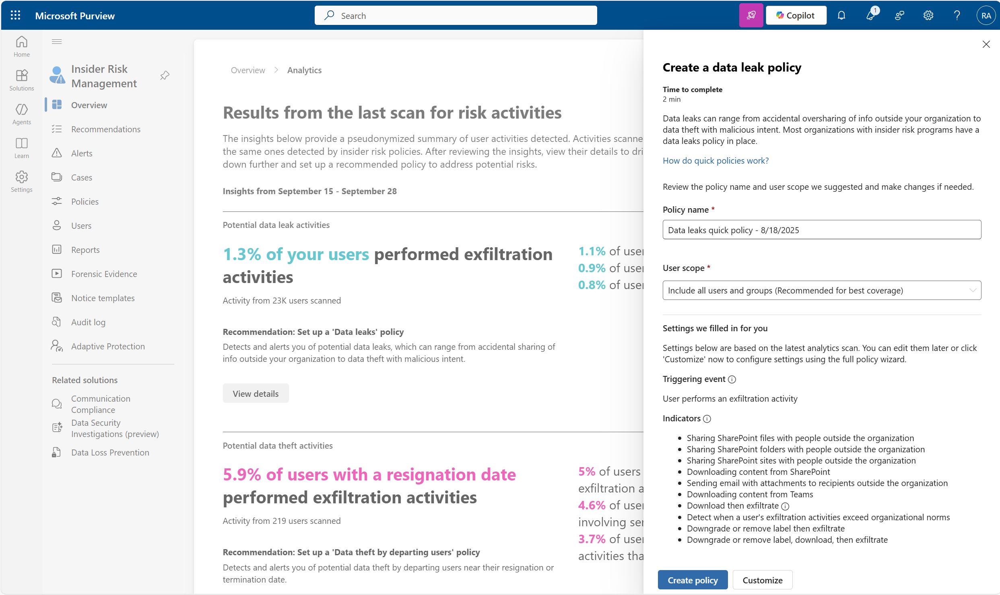 Microsoft Purview
Search
Copilot
1
RA
Home
Solutions
Agents
Learn
Settings
Insider Risk
Management
Overview
Recommendations
Alerts
Cases
Policies
Users
Reports
Forensic Evidence
Notice templates
Audit log
Adaptive Protection
Related solutions
Communication
Compliance
Data Security
Investigations (preview)
Data Loss Prevention
Overview
Analytics
Results from the last scan for risk activities
The insights below provide a pseudonymized summary of user activities detected. Activities scanne
the same ones detected by insider risk policies. After reviewing the insights, view their details to dri
down further and set up a recommended policy to address potential risks.
Insights from September 15 - September 28
Potential data leak activities
1.3% of your users performed exfiltration
activities
Activity from 23K users scanned
1.1% of user
0.9% of user
0.8% of user
Recommendation: Set up a 'Data leaks' policy
Detects and alerts you of potential data leaks, which can range from accidental sharing of
info outside your organization to data theft with malicious intent.
View details
Potential data theft activities
5.9% of users with a resignation date
performed exfiltration activities
Activity from 219 users scanned
5% of users
exfiltration a
4.6% of user
involving ser
3.7% of user
activities tha
Recommendation: Set up a 'Data theft by departing users' policy
Detects and alerts you of potential data theft by departing users near their resignation or
termination date.
Create a data leak policy
Time to complete
2 min
Data leaks can range from accidental oversharing of info outside your organization to
data theft with malicious intent. Most organizations with insider risk programs have a
data leaks policy in place.
How do quick policies work?
Review the policy name and user scope we suggested and make changes if needed.
Policy name *
Data leaks quick policy - 8/18/2025
User scope *
Include all users and groups (Recommended for best coverage)
Settings we filled in for you
Settings below are based on the latest analytics scan. You can edit them later or click
'Customize' now to configure settings using the full policy wizard.
Triggering event
User performs an exfiltration activity
Indicators
Sharing SharePoint files with people outside the organization
Sharing SharePoint folders with people outside the organization
Sharing SharePoint sites with people outside the organization
Downloading content from SharePoint
Sending email with attachments to recipients outside the organization
Downloading content from Teams
Download then exfiltrate
Detect when a user's exfiltration activities exceed organizational norms
Downgrade or remove label then exfiltrate
Downgrade or remove label, download, then exfiltrate
Create policy
Customize